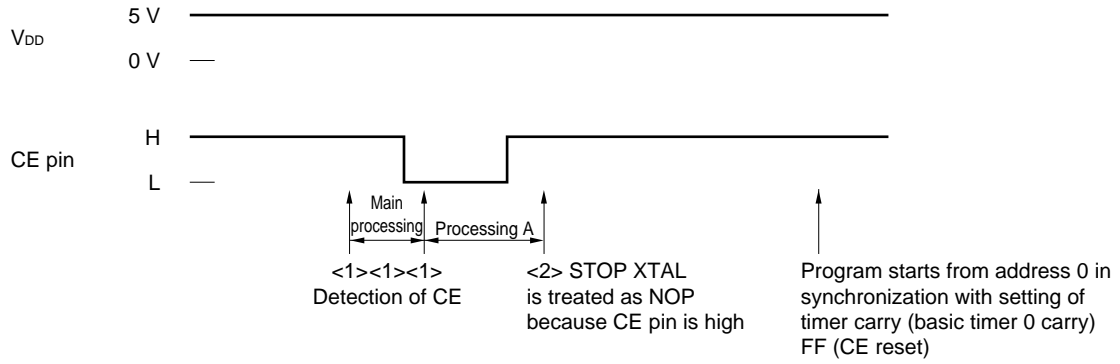 5 V
VDD
0 V
H
CE pin
L
Main
processing
Processing A
<1><1><1>
Detection of CE
<2> STOP XTAL
is treated as NOP
because CE pin is high
Program starts from address 0 in
synchronization with setting of
timer carry (basic timer 0 carry)
FF (CE reset)